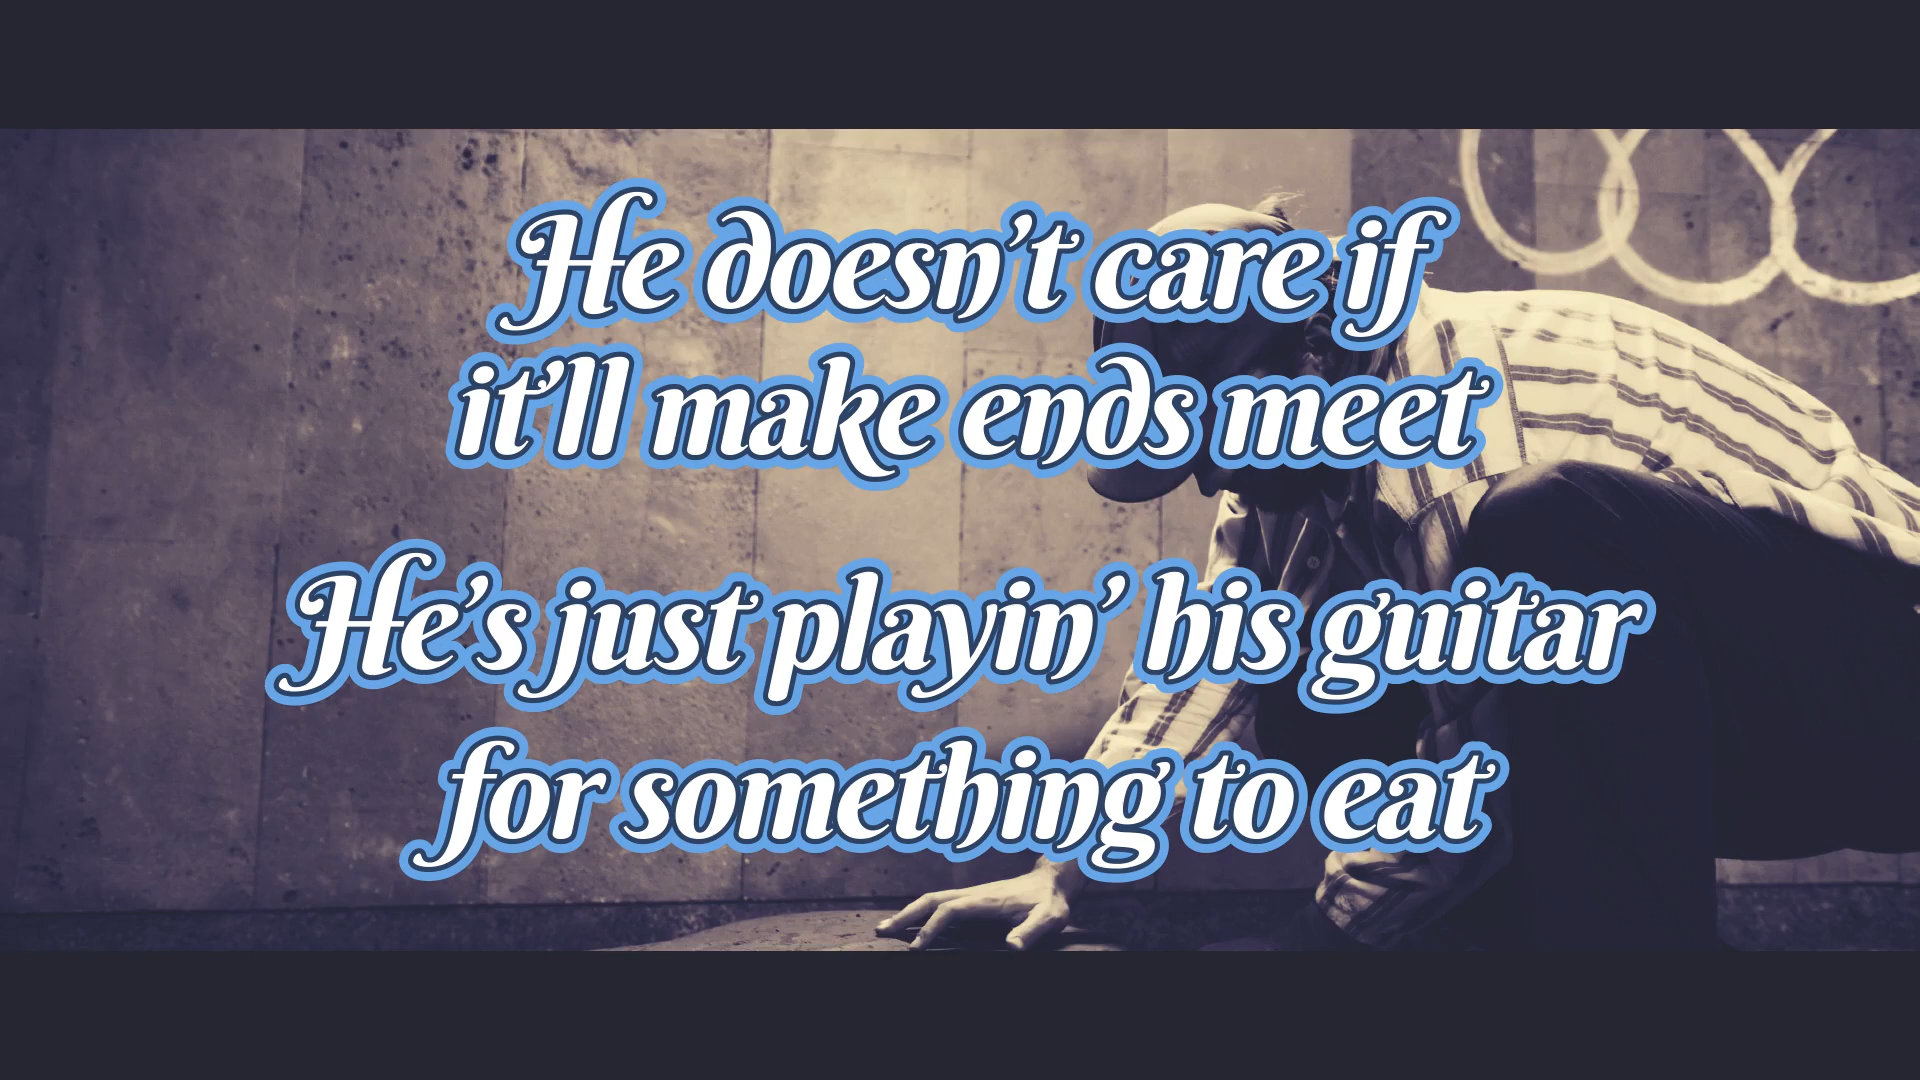 He doesn’t care if
it’ll make ends meet
He’s just playin’ his guitar
for something to eat